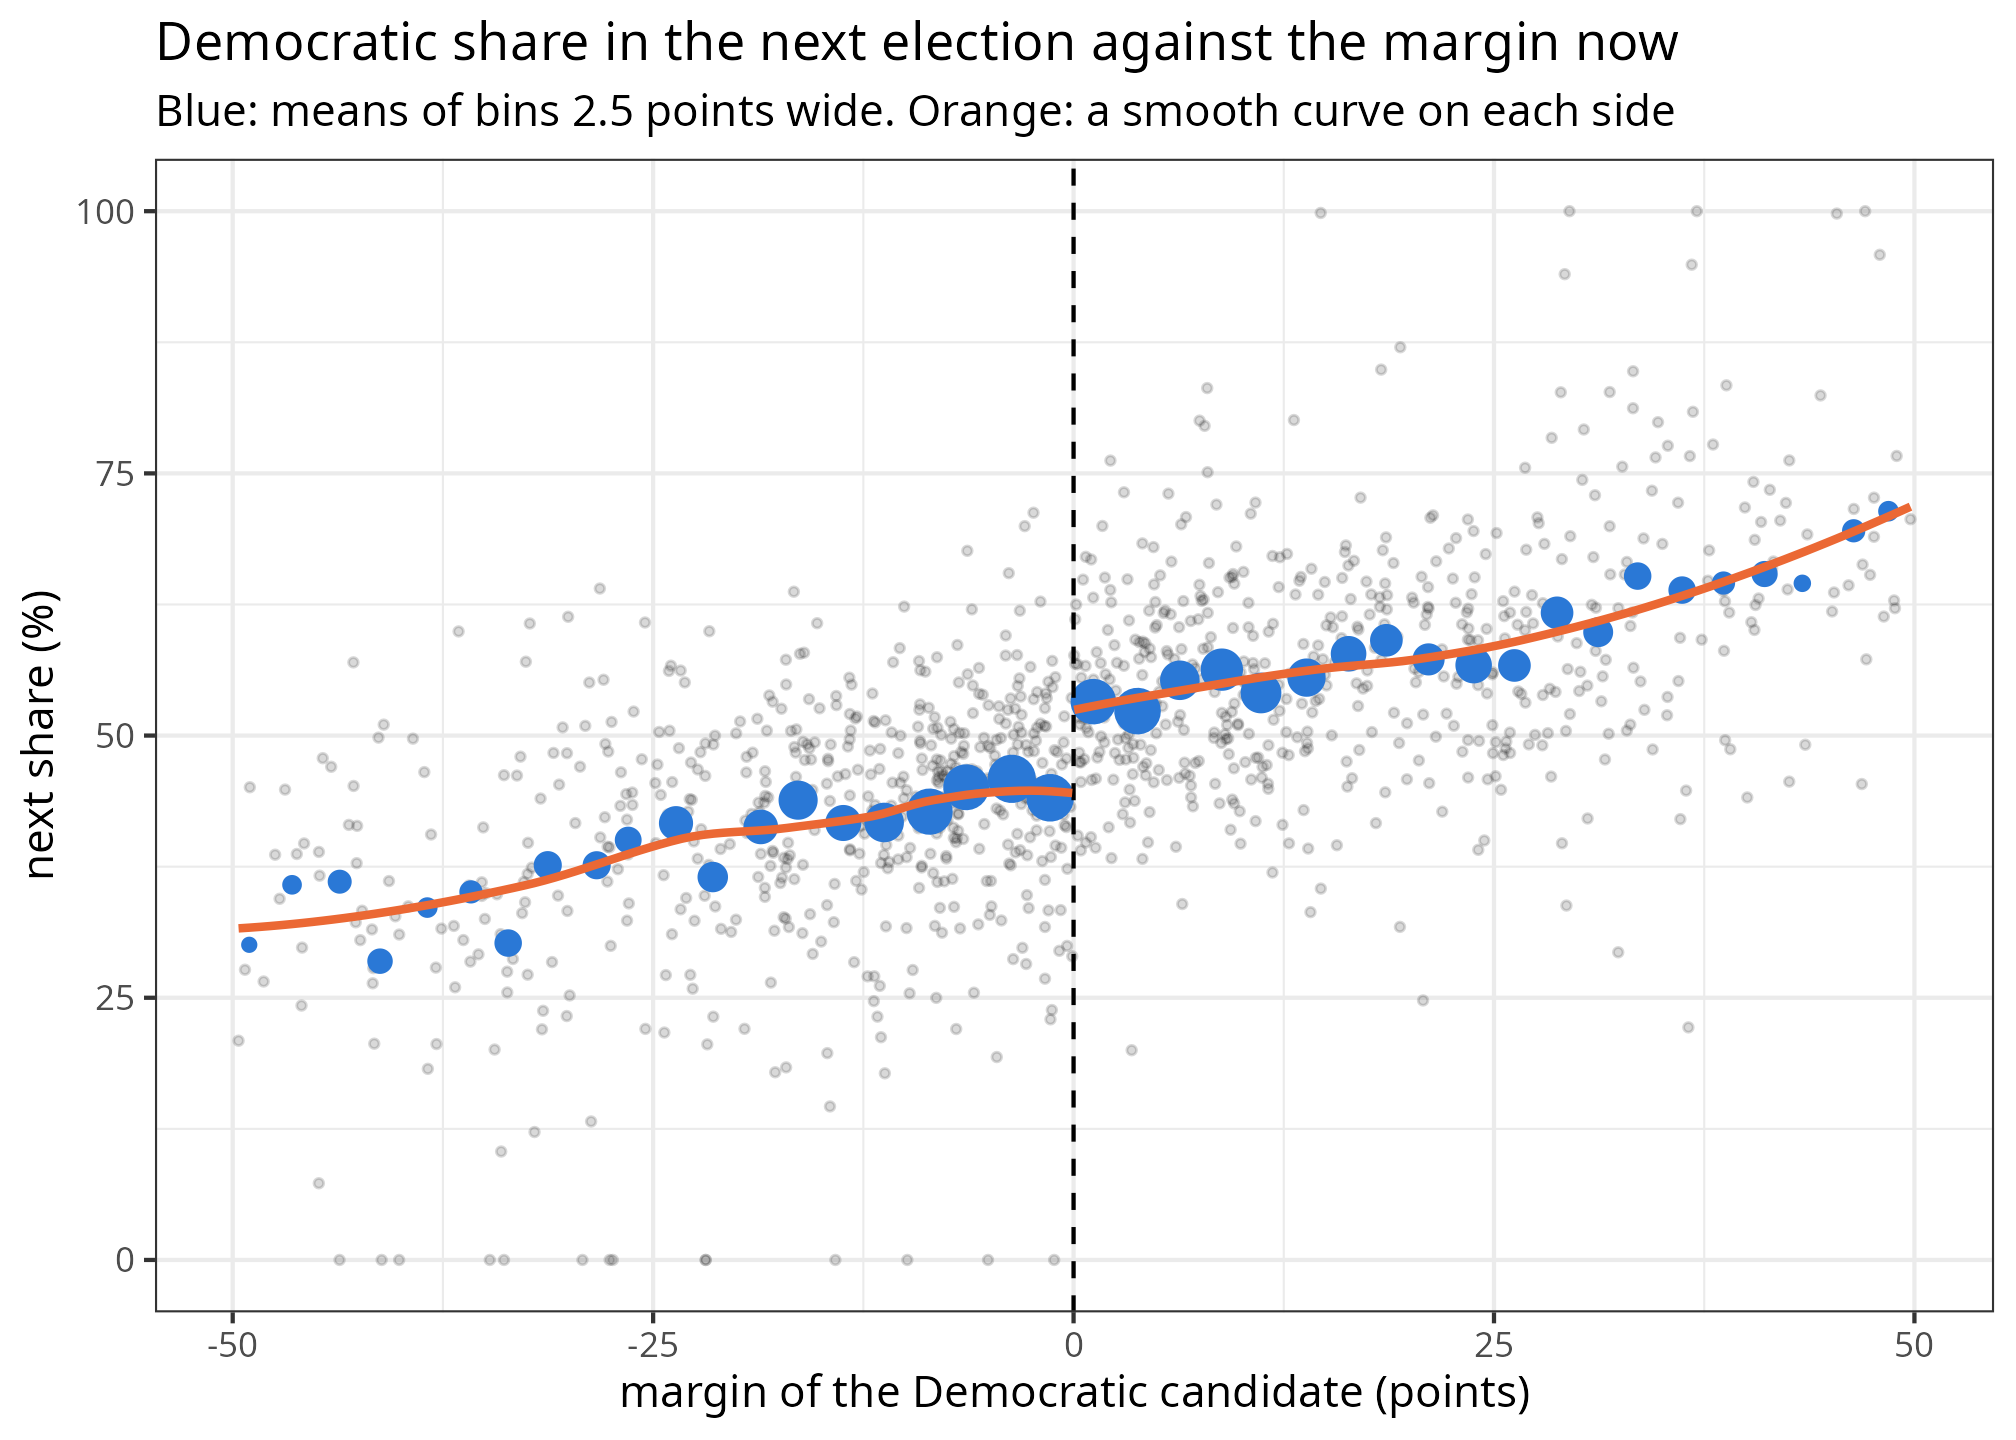 Democratic share in the next election against the margin now
Blue: means of bins 2.5 points wide. Orange: a smooth curve on each side
next share (%)
100
75
50
25
0
-50
-25
0
25
50
margin of the Democratic candidate (points)